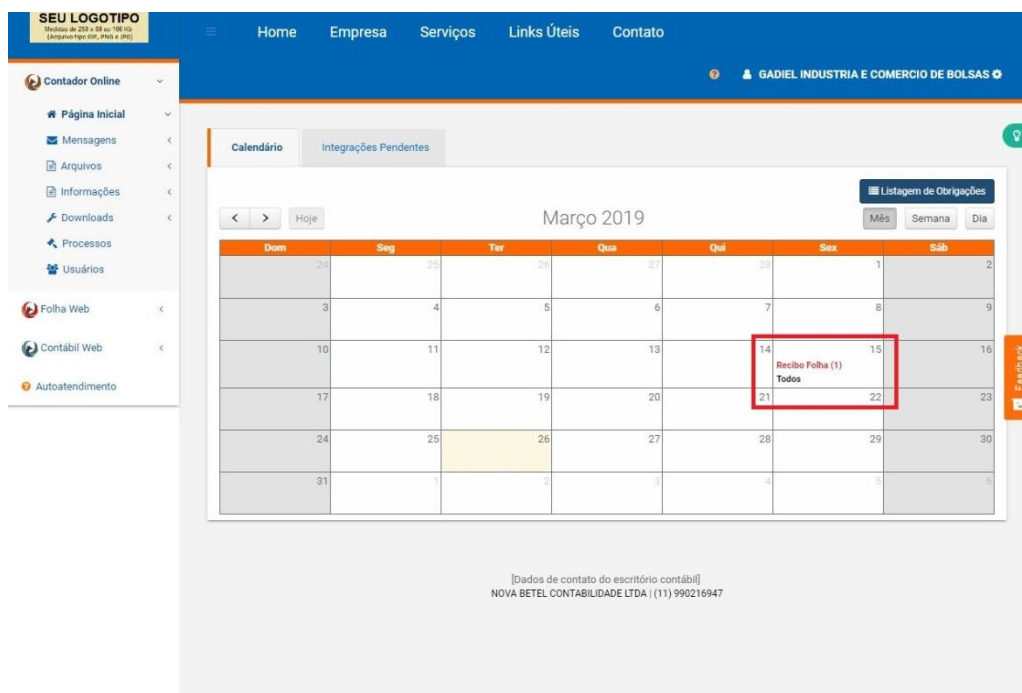 SEU LOGOTIPO
Medidas de 250 x 88 ou 100 Kb
(Arquivo tipo GIF, PNG e JPG)
Home Empresa Serviços Links Úteis Contato
GADIEL INDUSTRIA E COMERCIO DE BOLSAS
Contador Online
Página Inicial
Mensagens
Arquivos
Informações
Downloads
Processos
Usuários
Folha Web
Contábil Web
Autoatendimento
Calendário Integrações Pendentes
Listagem de Obrigações
< > Hoje Março 2019 Mês Semana Dia
Dom Seg Ter Qua Qui Sex Sáb
24 25 26 27 28 1 2
3 4 5 6 7 8 9
10 11 12 13 14 15 16
Recibo Folha (1)
Todos
17 18 19 20 21 22 23
24 25 26 27 28 29 30
31 1 2 3 4 5 6
Feedback
[Dados de contato do escritório contábil]
NOVA BETEL CONTABILIDADE LTDA | (11) 990216947